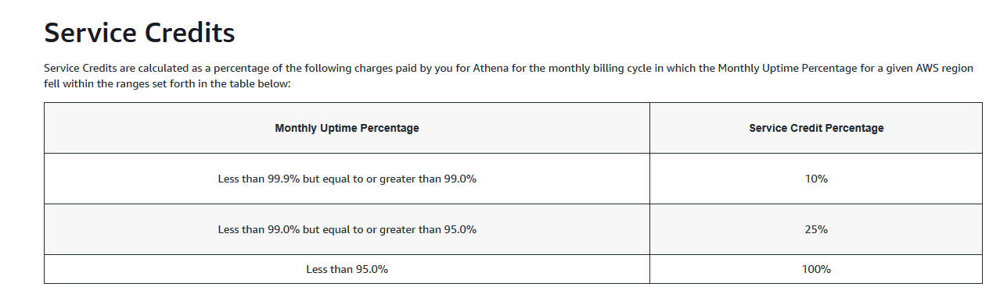 Service Credits
Service Credits are calculated as a percentage of the following charges paid by you for Athena for the monthly billing cycle in which the Monthly Uptime Percentage for a given AWS region
fell within the ranges set forth in the table below:
Monthly Uptime Percentage Service Credit Percentage
Less than 99.9% but equal to or greater than 99.0% 10%
Less than 99.0% but equal to or greater than 95.0% 25%
Less than 95.0% 100%